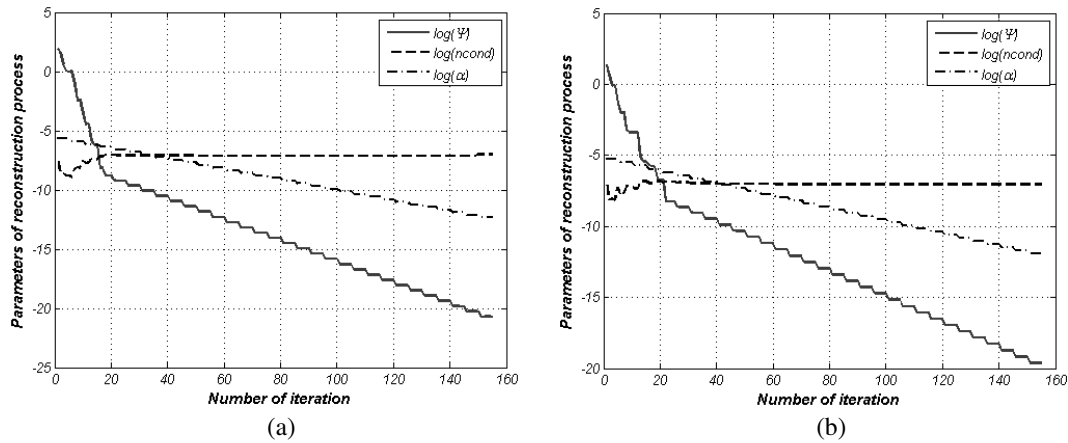 5
0
-5
-10
-15
-20
-25
0 20 40 60 80 100 120 140 160
Parameters of reconstruction process
Number of iteration
log(Ψ)
log(ncond)
log(α)
(a)
5
0
-5
-10
-15
-20
0 20 40 60 80 100 120 140 160
Parameters of reconstruction process
Number of iteration
log(Ψ)
log(ncond)
log(α)
(b)